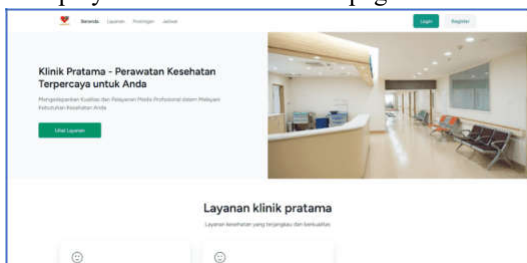 Beranda Layanan Postingan Jadwal
Login Register
Klinik Pratama - Perawatan Kesehatan
Terpercaya untuk Anda
Mengedepankan Kualitas dan Pelayanan Medis Profesional dalam Melayani
Kebutuhan Kesehatan Anda
Lihat Layanan
Layanan klinik pratama
Layanan kesehatan yang terjangkau dan berkualitas